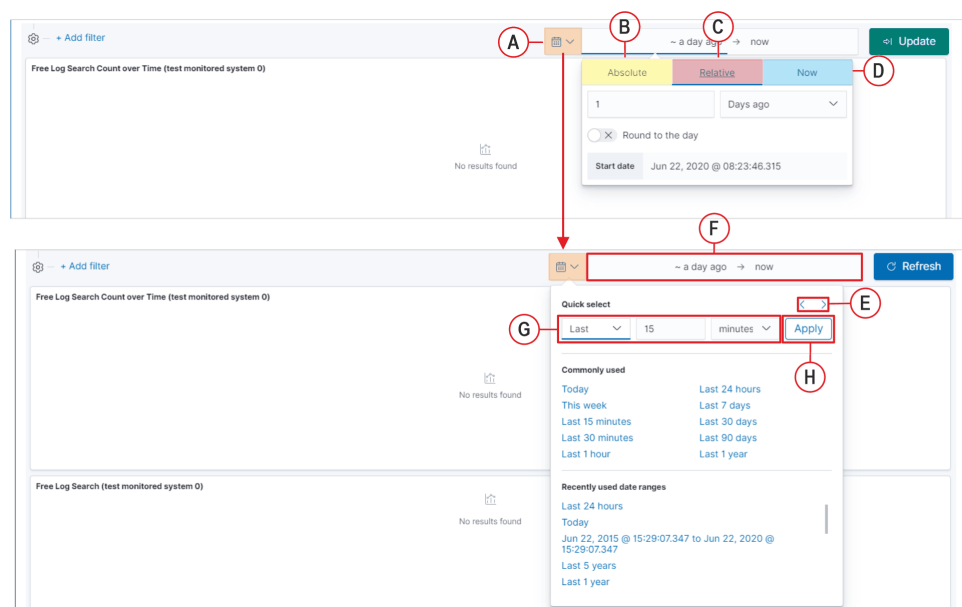 + Add filter
A
B
C
~ a day ago → now
Update
Free Log Search Count over Time (test monitored system 0)
Absolute
Relative
Now
D
1
Days ago
Round to the day
No results found
Start date
Jun 22, 2020 @ 08:23:46.315
F
+ Add filter
~ a day ago → now
Refresh
Free Log Search Count over Time (test monitored system 0)
Quick select
< >
E
G
Last
15
minutes
Apply
H
No results found
Commonly used
Today
Last 24 hours
This week
Last 7 days
Last 15 minutes
Last 30 days
Last 30 minutes
Last 90 days
Last 1 hour
Last 1 year
Free Log Search (test monitored system 0)
No results found
Recently used date ranges
Last 24 hours
Today
Jun 22, 2015 @ 15:29:07.347 to Jun 22, 2020 @
15:29:07.347
Last 5 years
Last 1 year